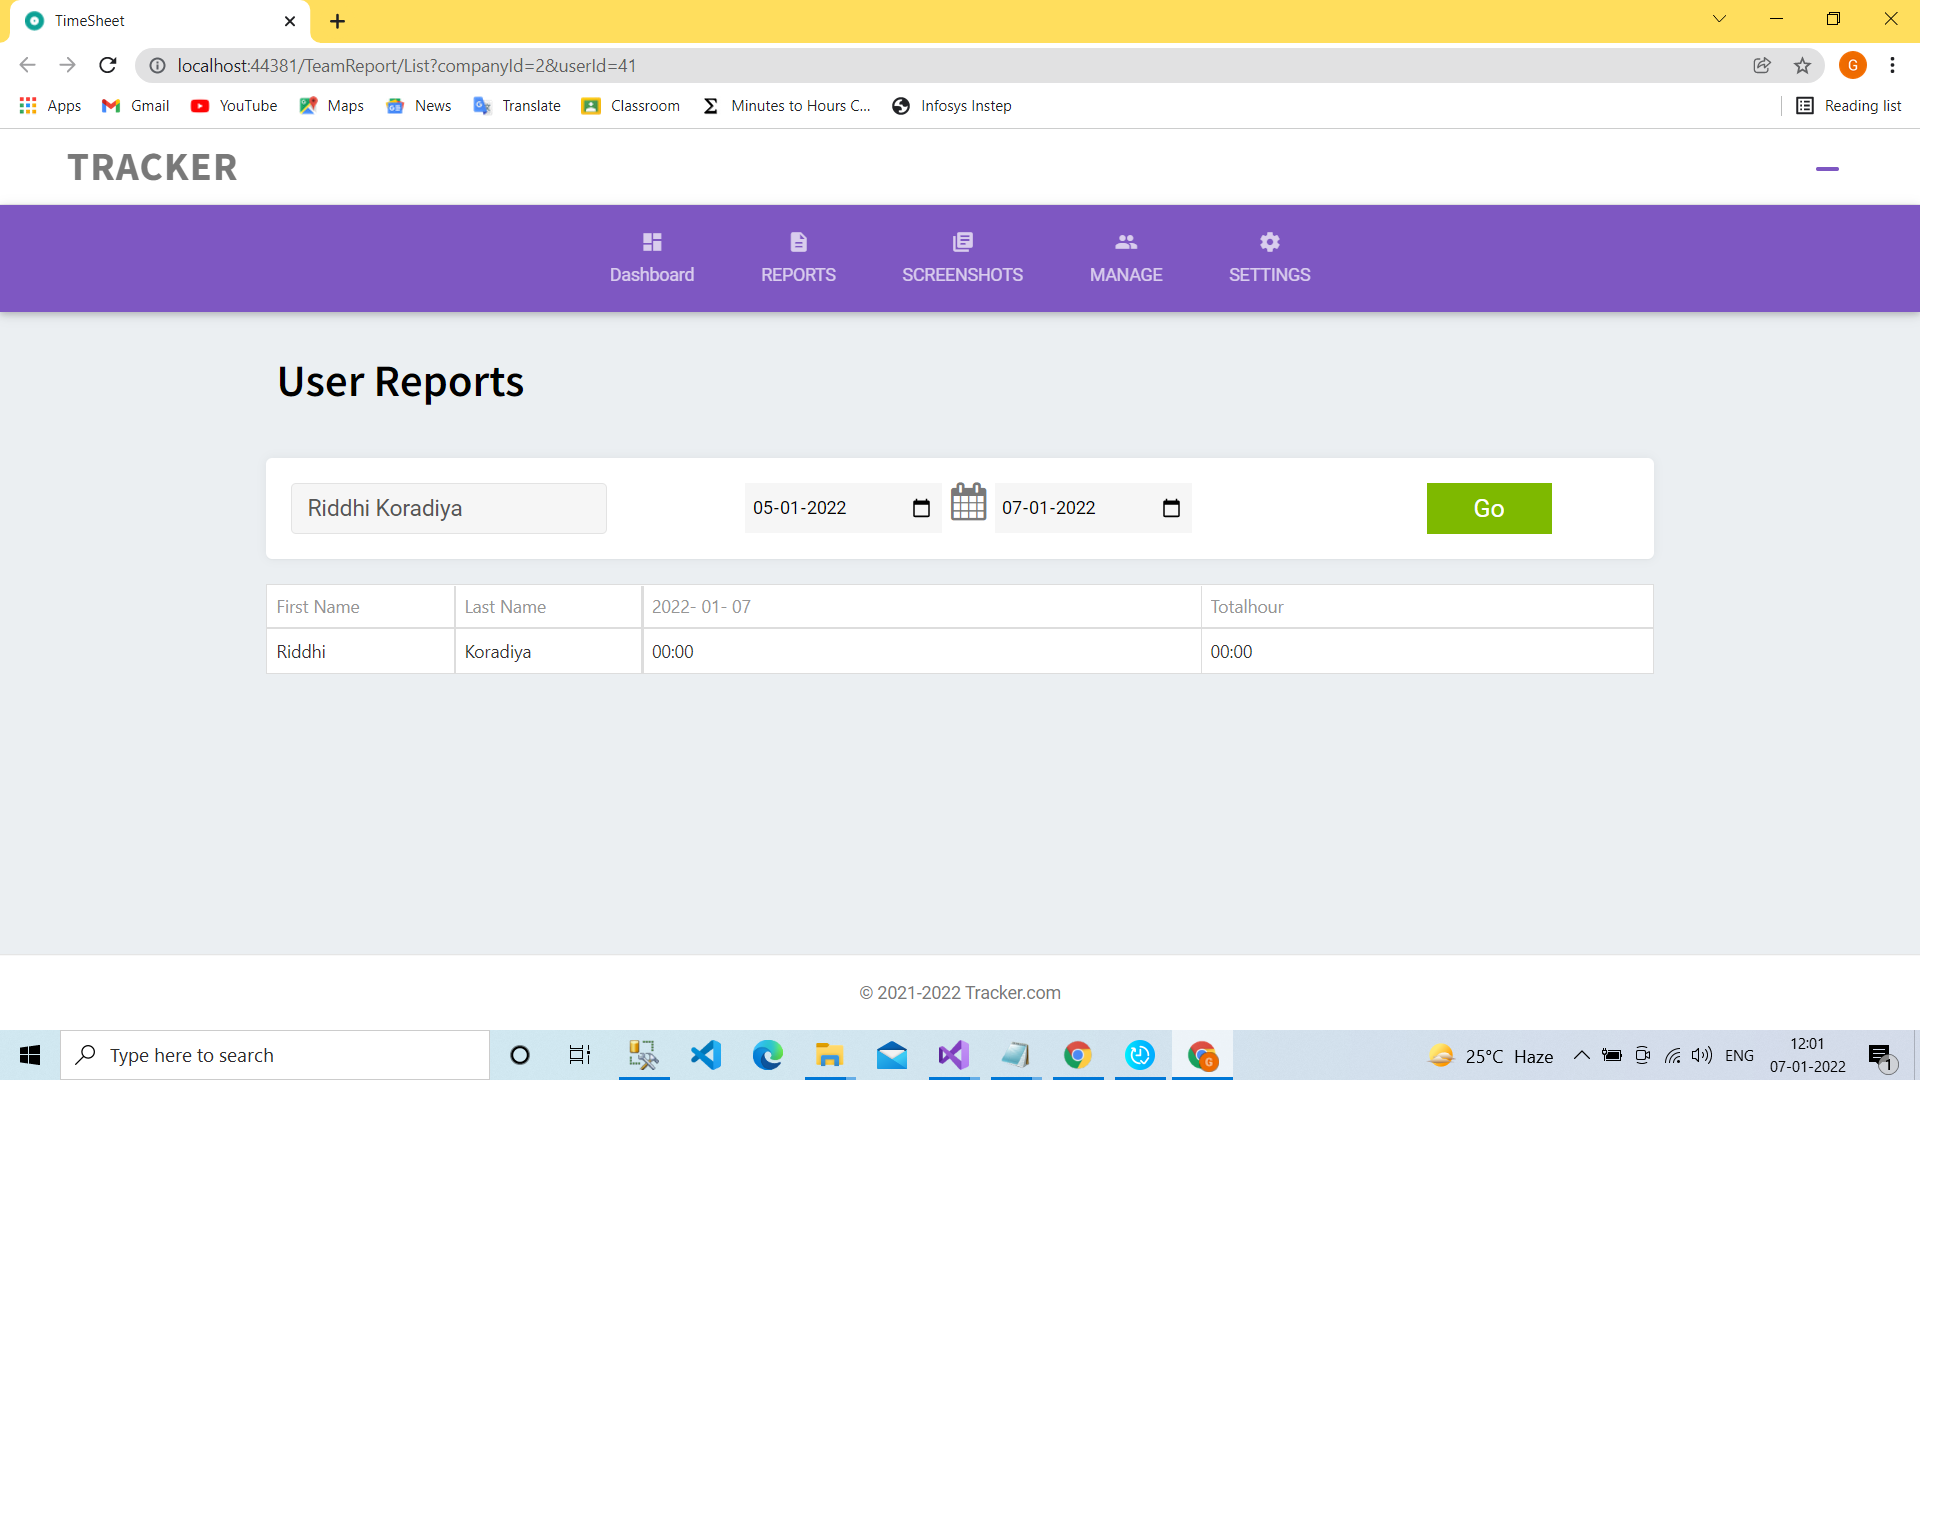 TimeSheet
localhost:44381/TeamReport/List?companyId=2&userId=41
G
Apps Gmail YouTube Maps News Translate Classroom Minutes to Hours C... Infosys Instep Reading list
TRACKER
Dashboard REPORTS SCREENSHOTS MANAGE SETTINGS
User Reports
Riddhi Koradiya 05-01-2022 07-01-2022 Go
First Name Last Name 2022- 01- 07 Totalhour
Riddhi Koradiya 00:00 00:00
© 2021-2022 Tracker.com
Type here to search
25°C Haze ENG
12:01
07-01-2022
1